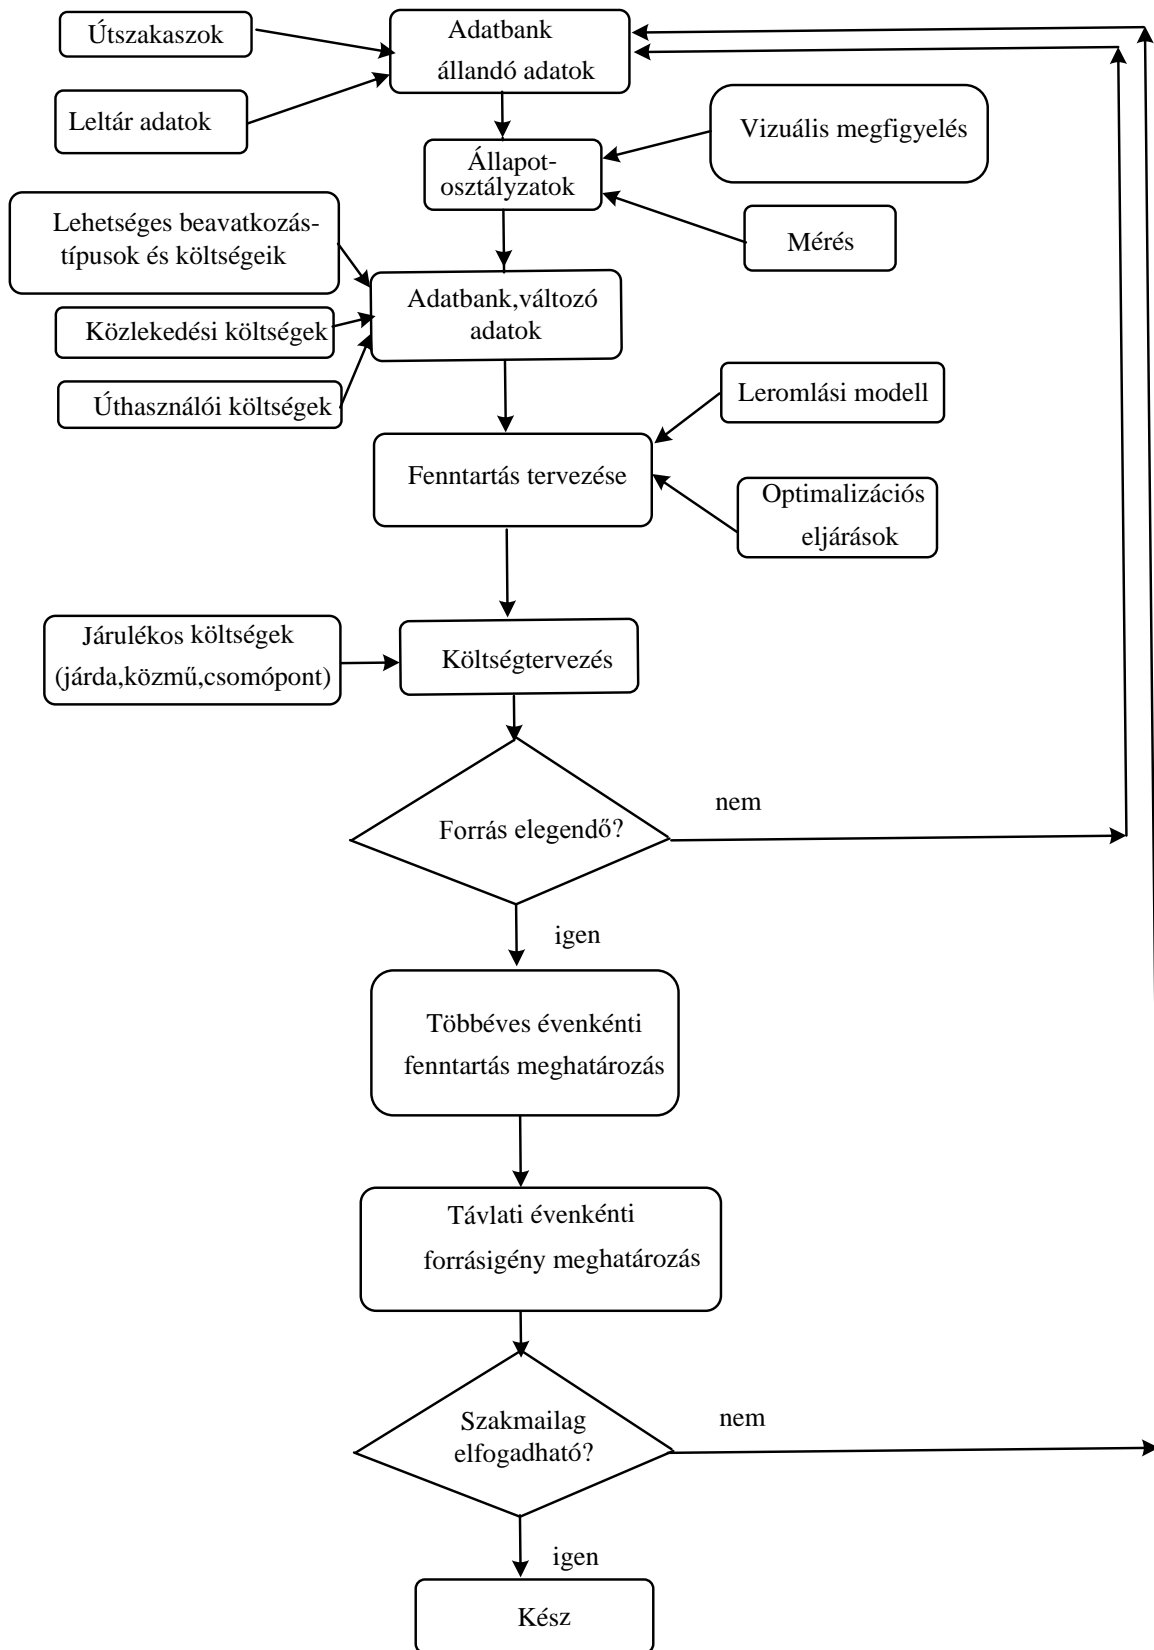 Útszakaszok
Adatbank
állandó adatok
Leltár adatok
Vizuális megfigyelés
Állapot-
osztályzatok
Mérés
Lehetséges beavatkozás-
típusok és költségeik
Adatbank,változó
adatok
Közlekedési költségek
Úthasználói költségek
Leromlási modell
Fenntartás tervezése
Optimalizációs
eljárások
Járulékos költségek
(járda,közmű,csomópont)
Költségtervezés
nem
Forrás elegendő?
igen
Többéves évenkénti
fenntartás meghatározás
Távlati évenkénti
forrásigény meghatározás
Szakmailag
elfogadható?
nem
igen
Kész